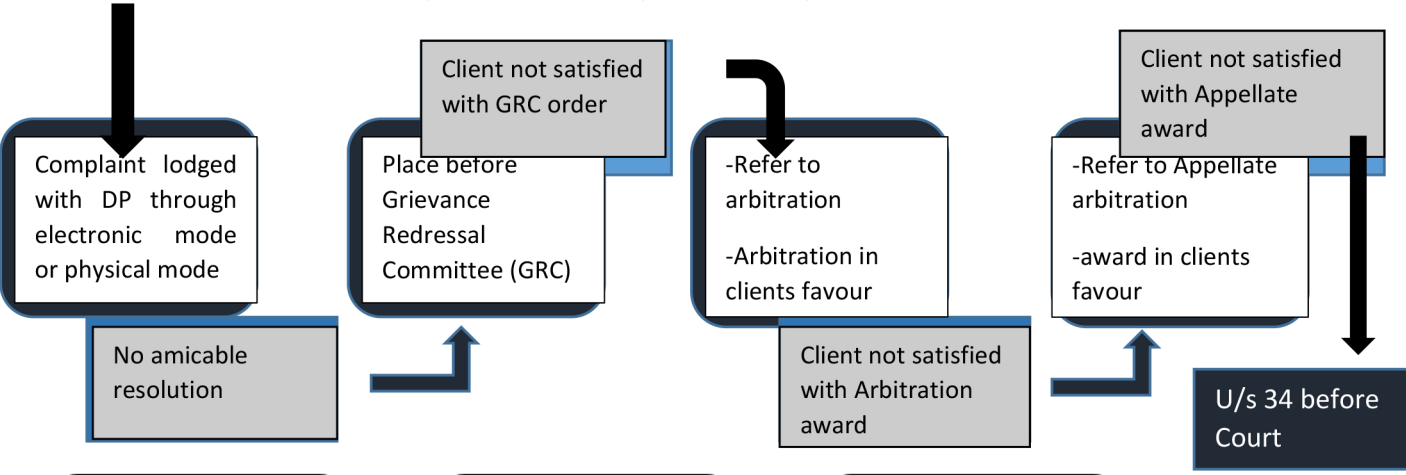 Complaint lodged
with DP through
electronic mode
or physical mode
No amicable
resolution
Client not satisfied
with GRC order
Place before
Grievance
Redressal
Committee (GRC)
-Refer to
arbitration
-Arbitration in
clients favour
Client not satisfied
with Arbitration
award
Client not satisfied
with Appellate
award
-Refer to Appellate
arbitration
-award in clients
favour
U/s 34 before
Court